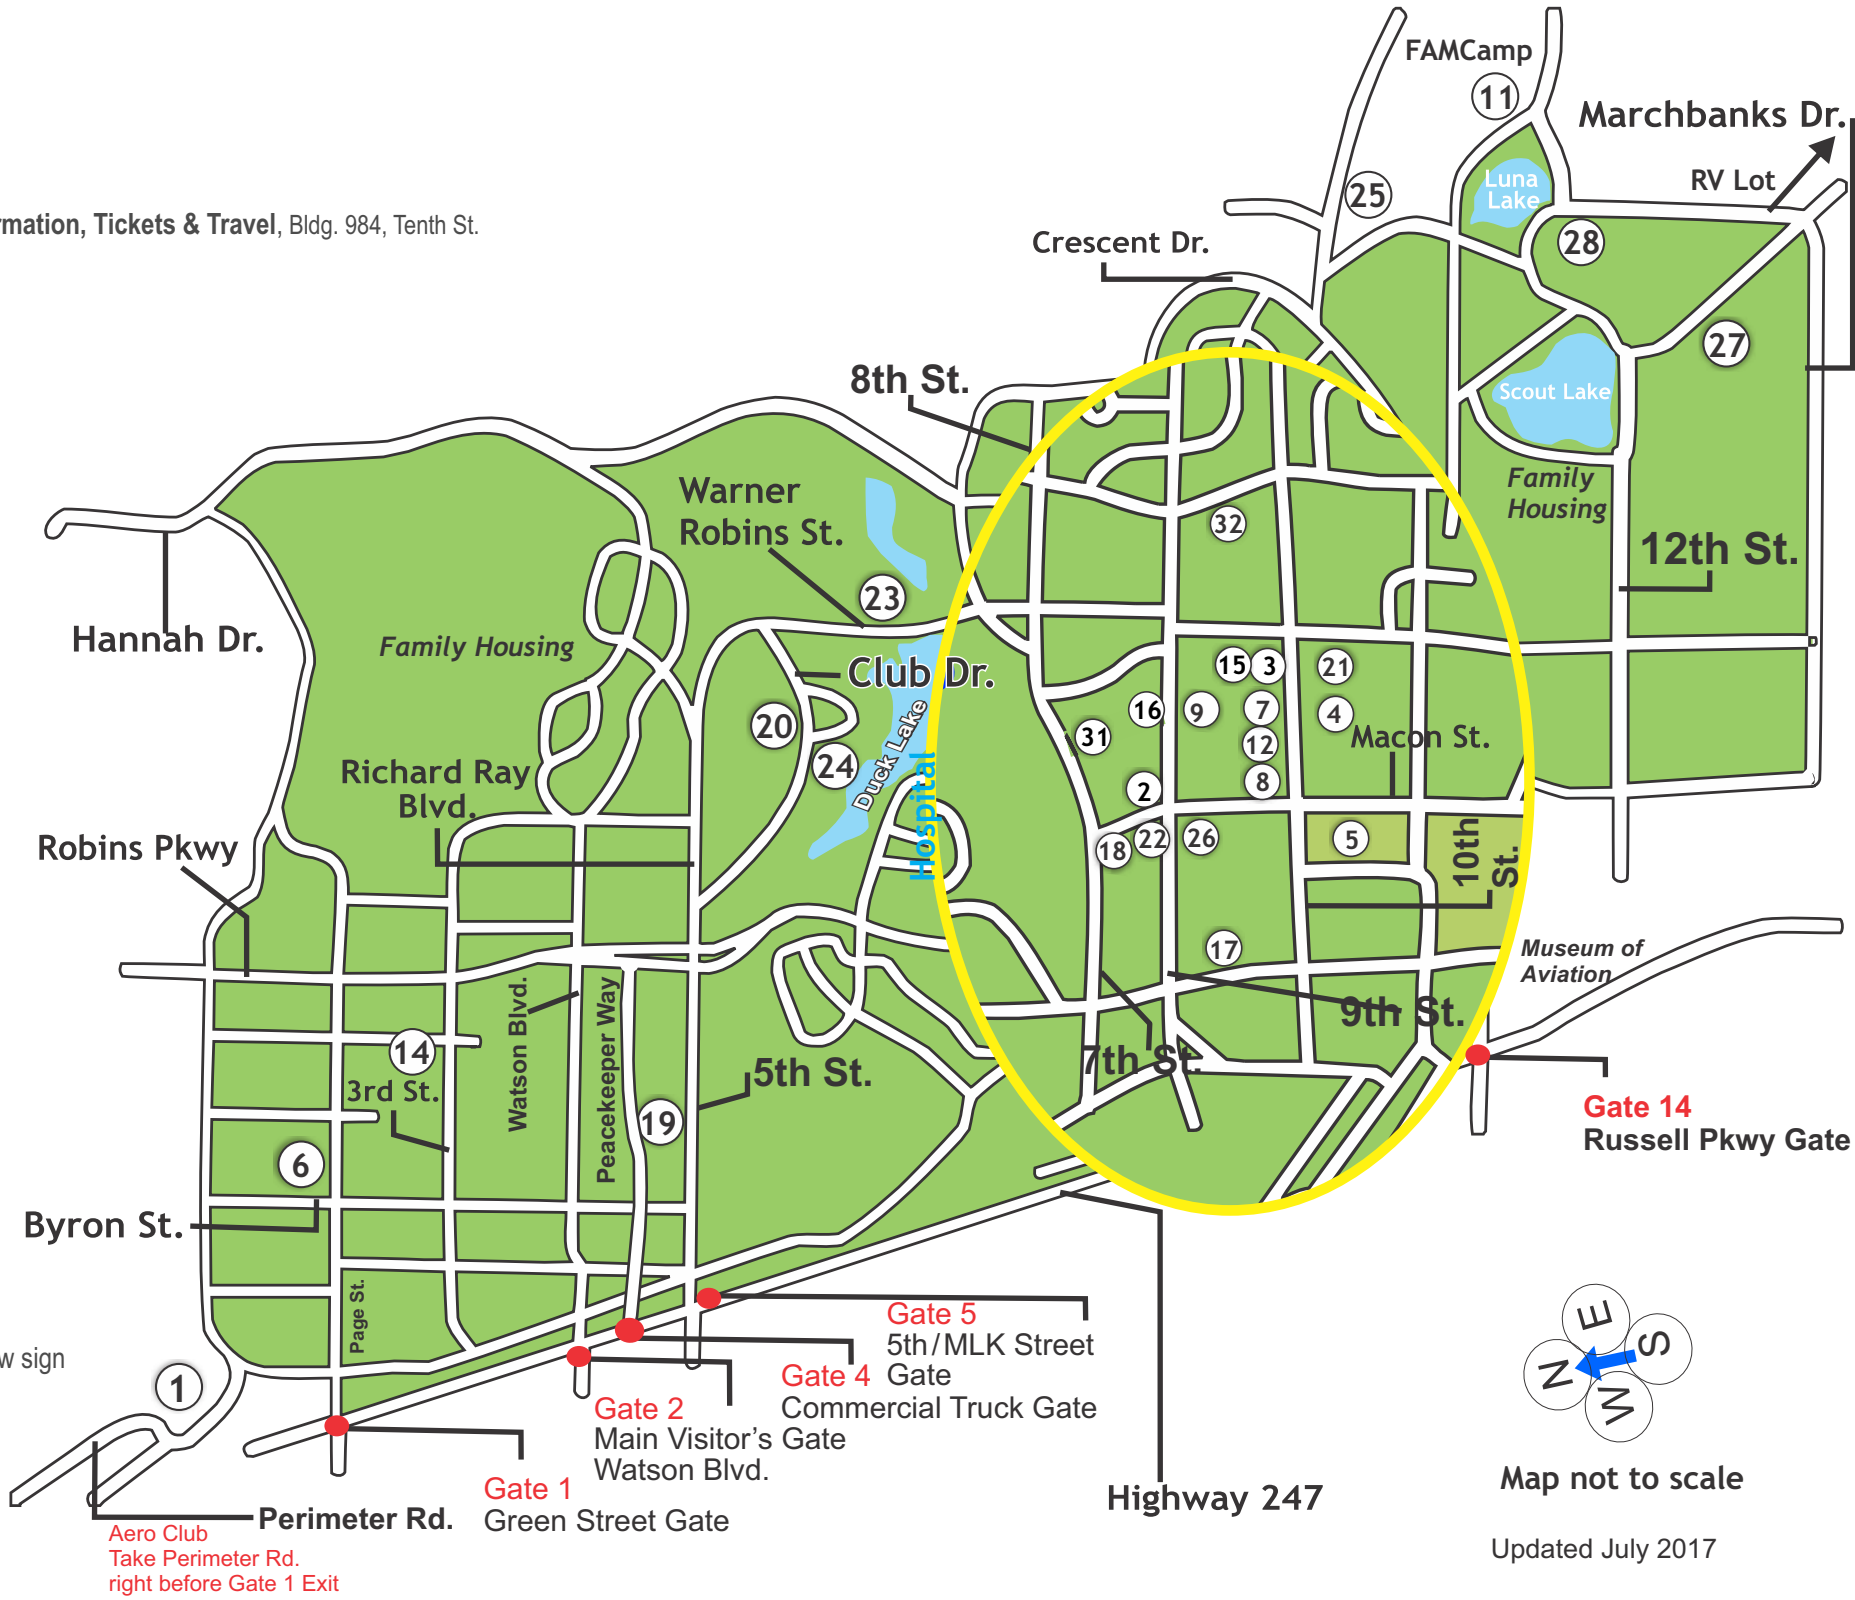 FAMCamp
11
Marchbanks Dr.
RV Lot
Luna
Lake
25
rmation, Tickets & Travel, Bldg. 984, Tenth St.
Crescent Dr.
28
27
8th St.
Scout Lake
Family
Housing
Warner
Robins St.
32
12th St.
23
Hannah Dr.
Family Housing
Club Dr.
15
3
21
20
16
9
7
4
31
12
Macon St.
Duck Lake
24
Hospital
Richard Ray
Blvd.
8
2
Robins Pkwy
18
22
26
5
10th
St.
17
Museum of
Aviation
Watson Blvd.
Peacekeeper Way
9th St.
14
7th St.
5th St.
3rd St.
19
Gate 14
Russell Pkwy Gate
6
Byron St.
Page St.
Gate 5
5th/MLK Street
Gate
w sign
1
Gate 4
Commercial Truck Gate
Gate 2
Main Visitor's Gate
Watson Blvd.
E
S
N
W
Map not to scale
Gate 1
Green Street Gate
Highway 247
Perimeter Rd.
Aero Club
Take Perimeter Rd.
right before Gate 1 Exit
Updated July 2017